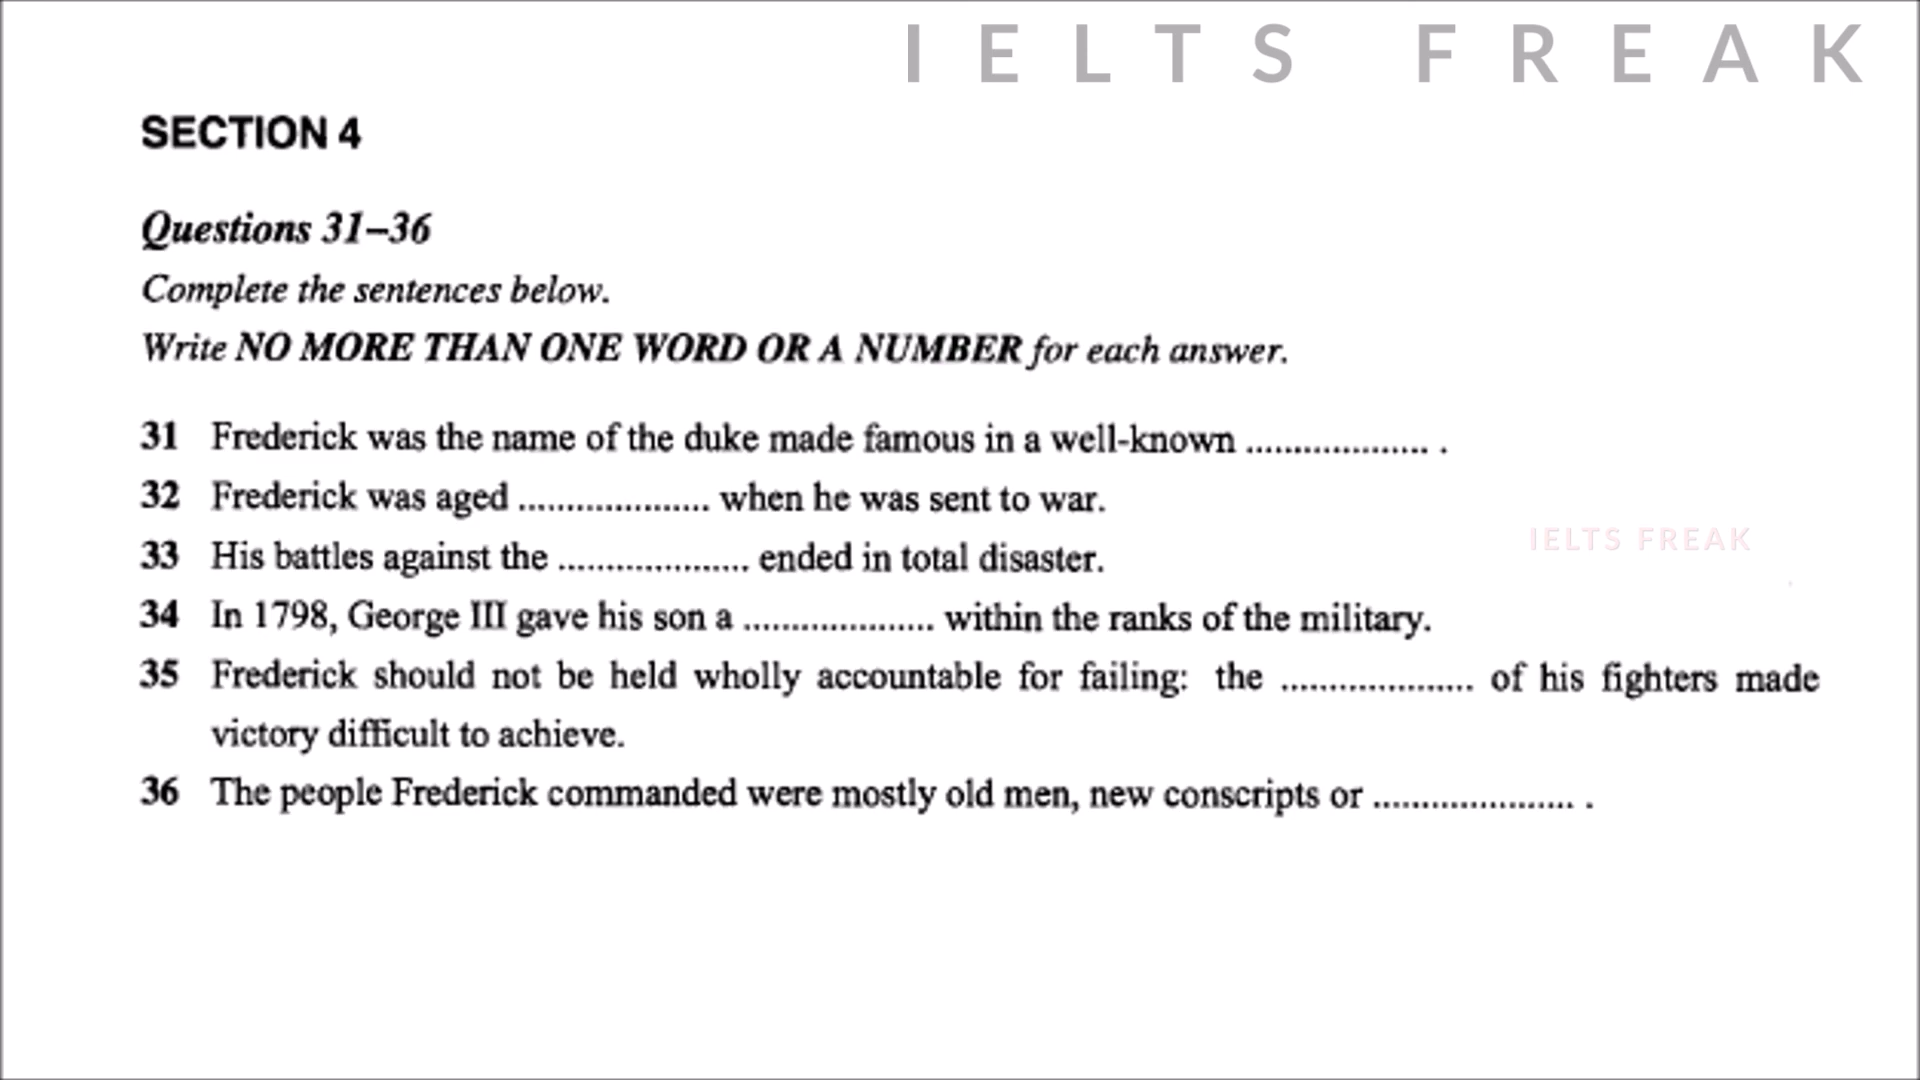 IELTS FREAK
SECTION 4
Questions 31–36
Complete the sentences below.
Write NO MORE THAN ONE WORD OR A NUMBER for each answer.
31 Frederick was the name of the duke made famous in a well-known ................... .
32 Frederick was aged .................... when he was sent to war.
IELTS FREAK
33 His battles against the .................... ended in total disaster.
34 In 1798, George III gave his son a .................... within the ranks of the military.
35 Frederick should not be held wholly accountable for failing: the .................... of his fighters made
victory difficult to achieve.
36 The people Frederick commanded were mostly old men, new conscripts or ..................... .